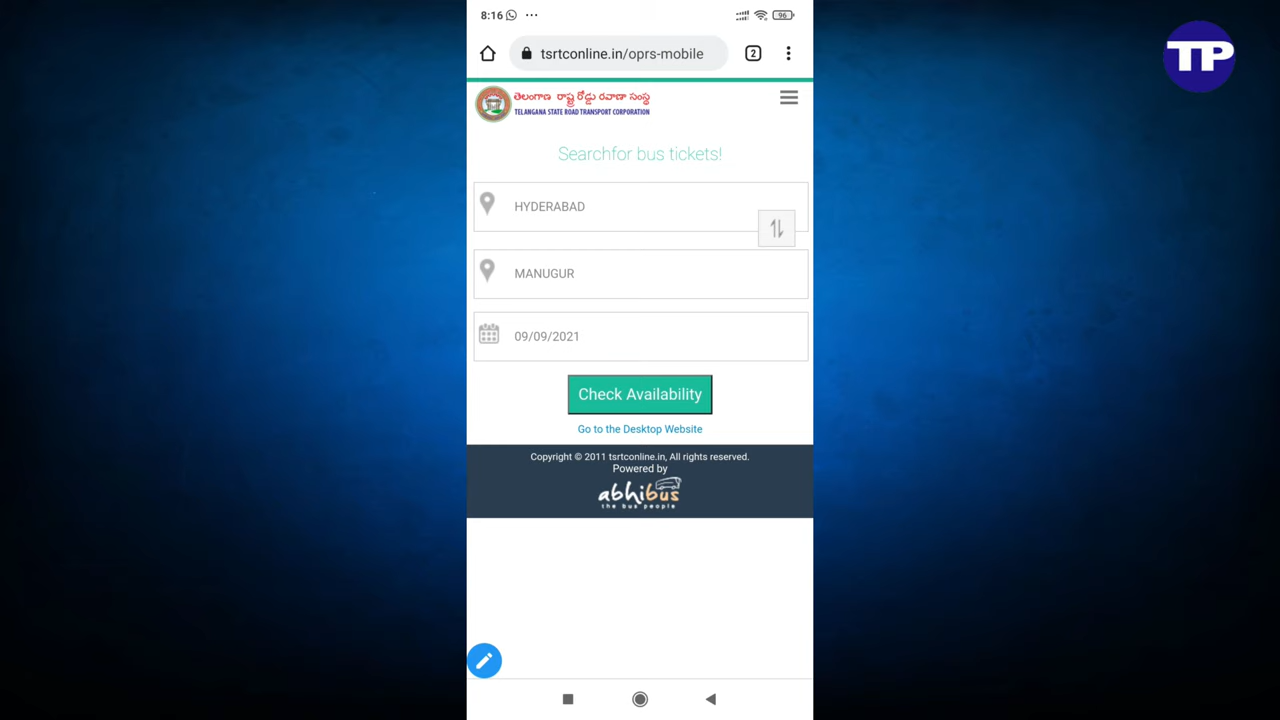 8:16
96
TP
tsrtconline.in/oprs-mobile
2
తెలంగాణ రాష్ట్ర రోడ్డు రవాణా సంస్థ
TELANGANA STATE ROAD TRANSPORT CORPORATION
Searchfor bus tickets!
HYDERABAD
MANUGUR
09/09/2021
Check Availability
Go to the Desktop Website
Copyright © 2011 tsrtconline.in, All rights reserved.
Powered by
abhibus
the bus people